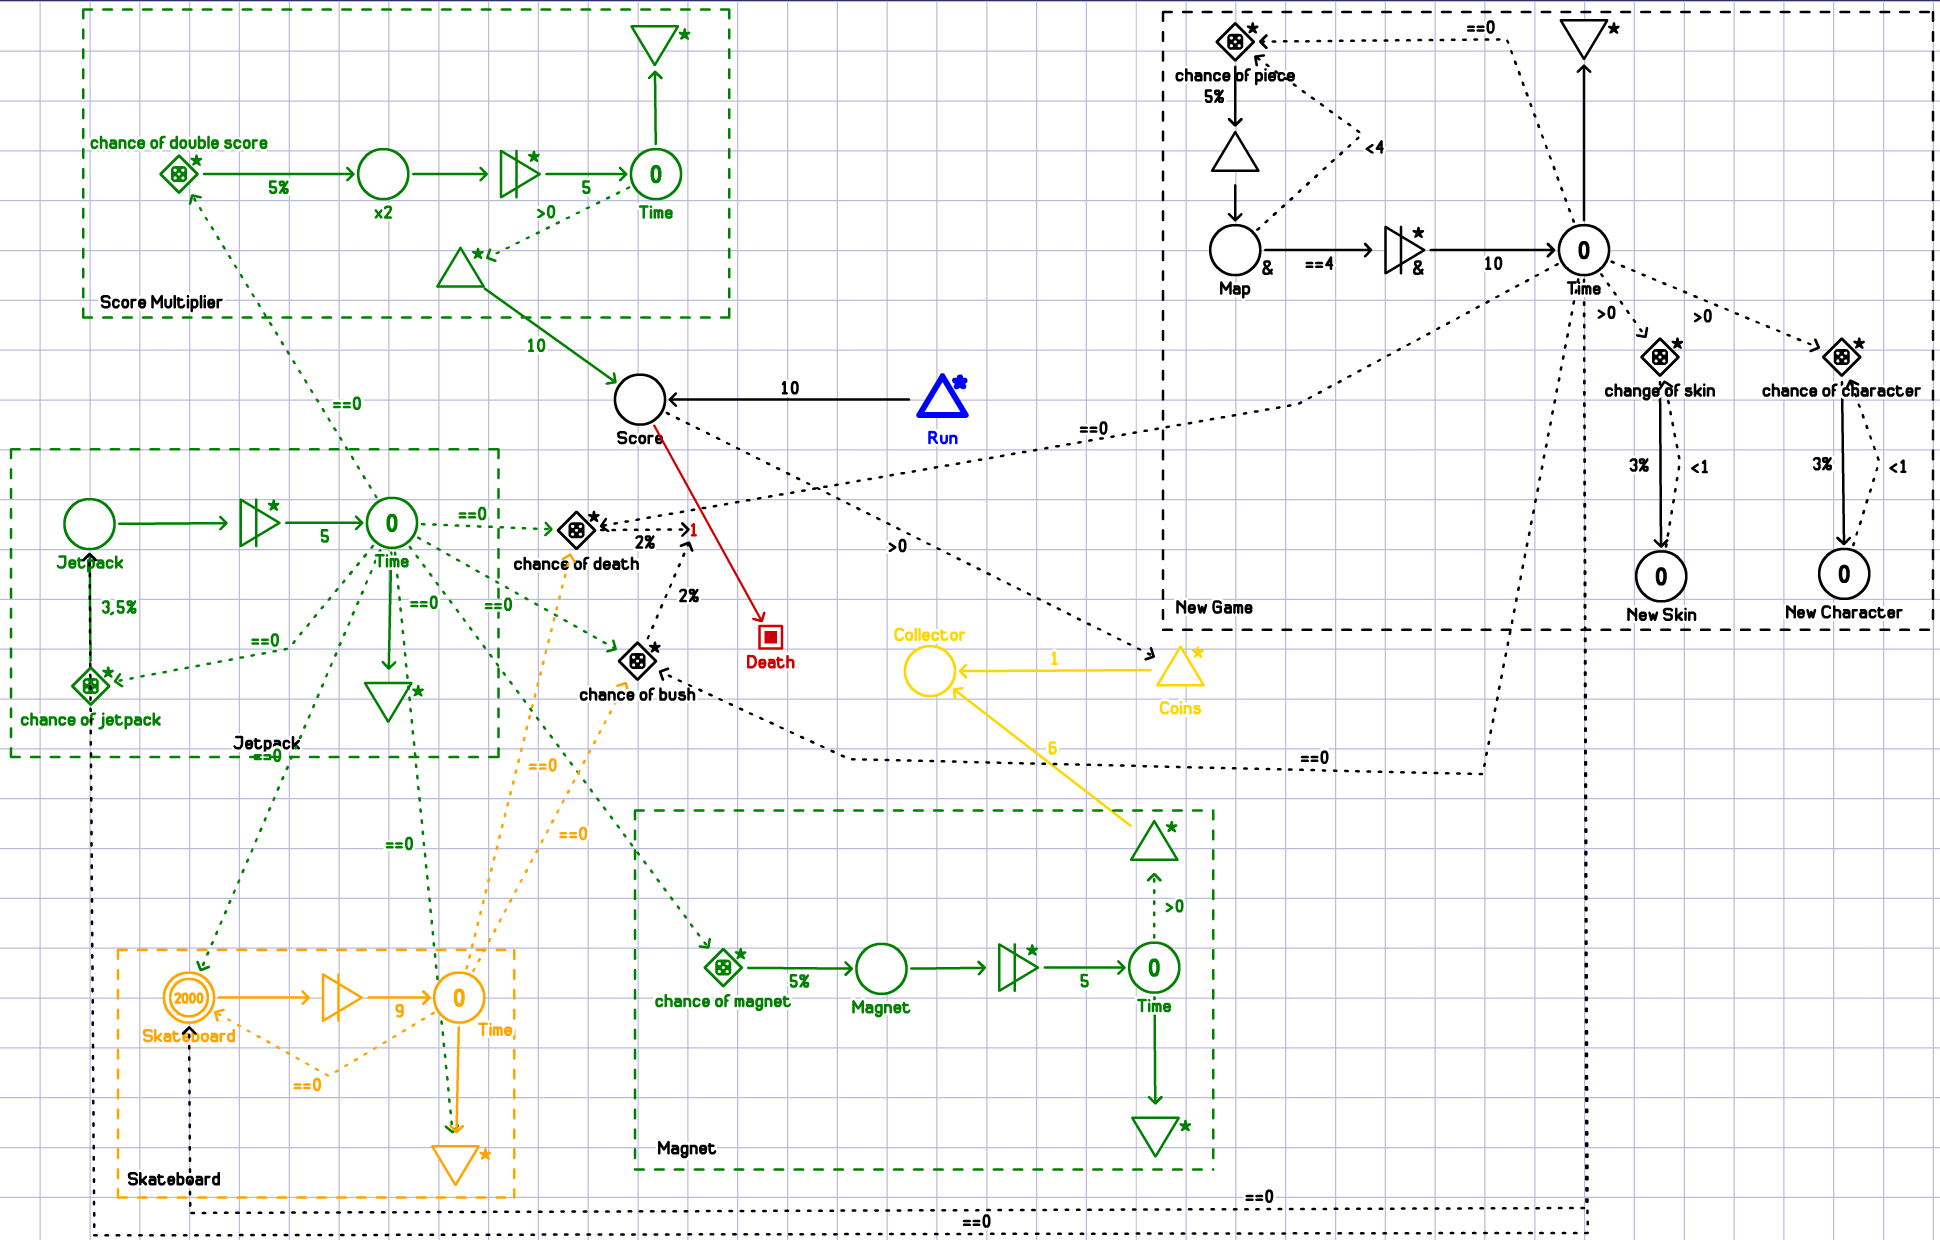 ==0
chance of piece
5%
<4
chance of double score
5%
x2
5
Time
>0
&
==4
&
10
Map
Time
>0
>0
Score Multiplier
10
10
Score
Run
==0
==0
change of skin
chance of character
3%
<1
3%
<1
New Game
New Skin
New Character
0
0
0
0
Jetpack
5
0
Time
==0
2%
1
chance of death
>0
3,5%
==0
==0
2%
==0
Death
Collector
1
Coins
chance of jetpack
chance of bush
Jetpack
==0
6
==0
==0
==0
==0
>0
chance of magnet
5%
Magnet
5
0
Time
2000
Skateboard
9
0
Time
==0
Skateboard
Magnet
==0
==0